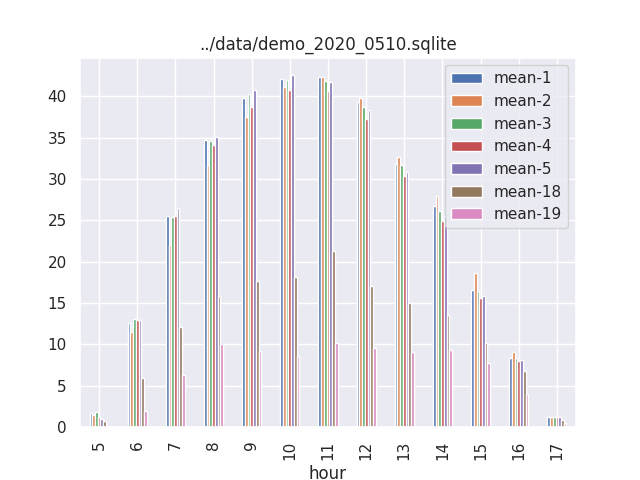 ../data/demo_2020_0510.sqlite
mean-1
mean-2
mean-3
mean-4
mean-5
mean-18
mean-19
40
35
30
25
20
15
10
5
0
5 6 7 8 9 10 11 12 13 14 15 16 17
hour